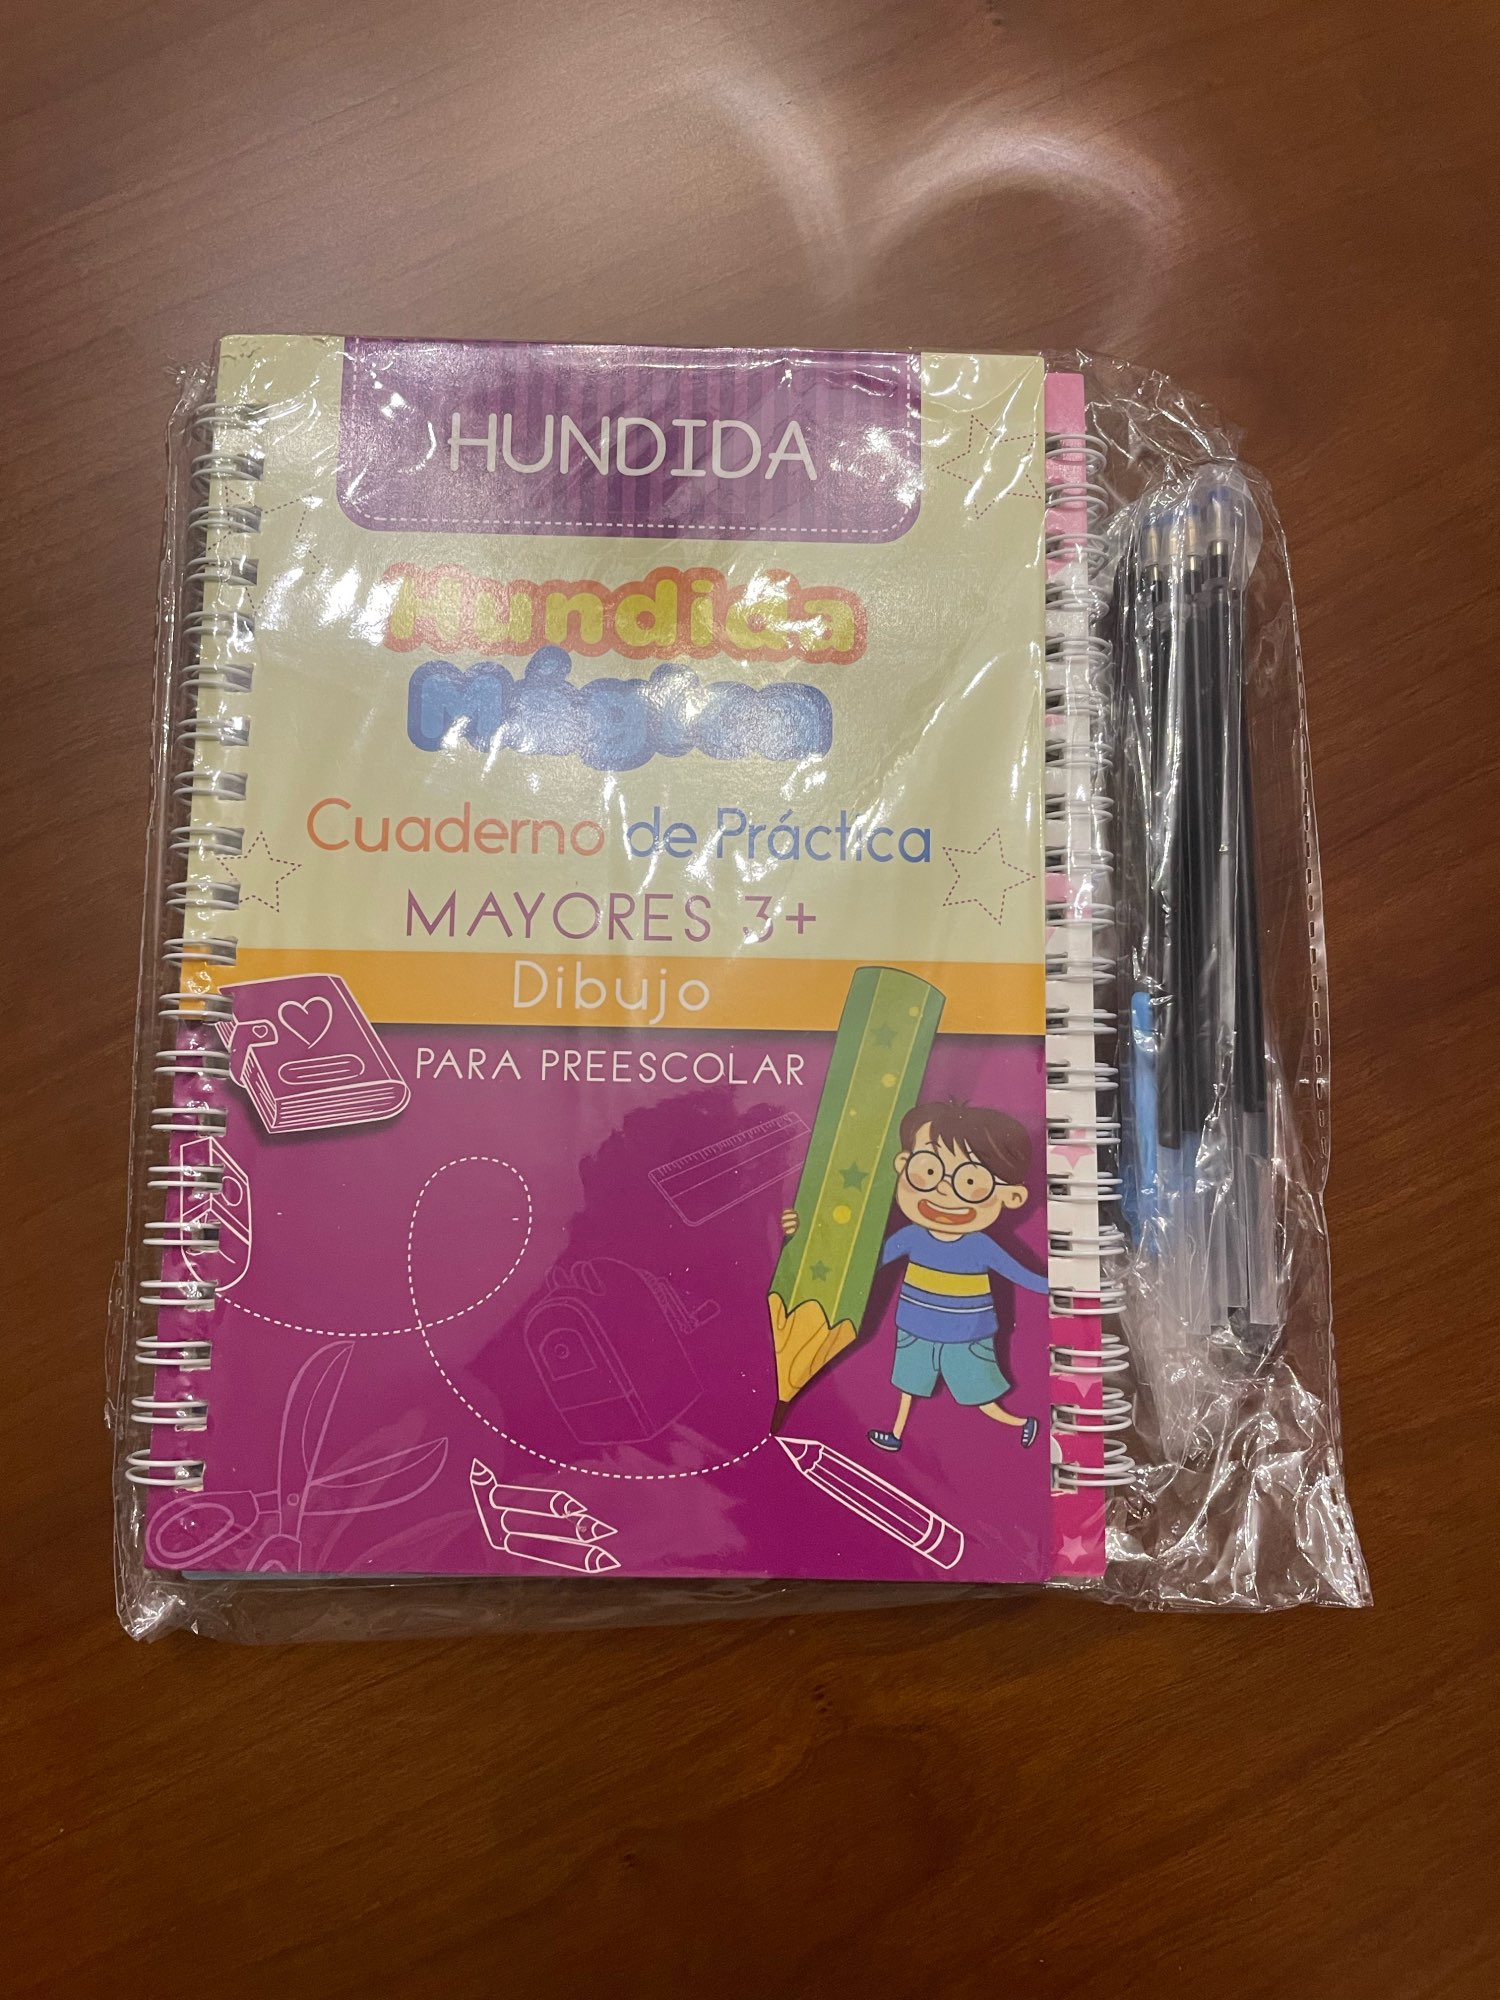 HUNDIDA
Hundida
Mágica
Cuaderno de Práctica
MAYORES 3+
Dibujo
PARA PREESCOLAR